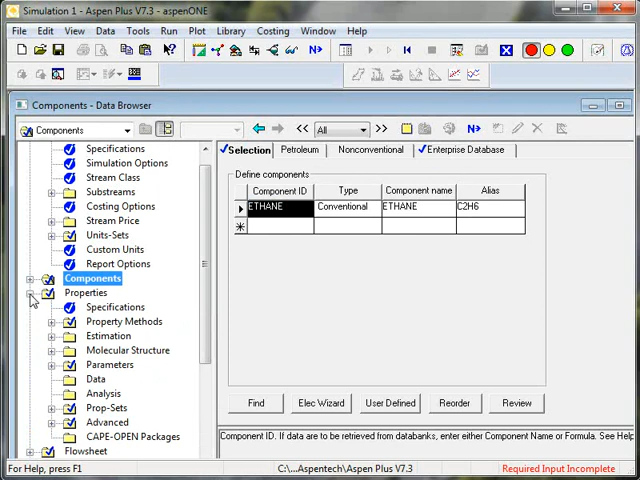 Simulation 1 - Aspen Plus V7.3 - aspenONE
File Edit View Data Tools Run Plot Library Customize Window Help
Components - Data Browser
Components All N>
Specifications
Simulation Options
Stream Class
Substreams
Costing Options
Stream Price
Units-Sets
Custom Units
Report Options
Components
Properties
Specifications
Property Methods
Estimation
Molecular Structure
Parameters
Data
Analysis
Prop-Sets
Advanced
CAPE-OPEN Packages
Flowsheet
Selection Petroleum Nonconventional Enterprise Database
Define components
Component ID Type Component name Alias
ETHANE Conventional ETHANE C2H6
Find Elec Wizard User Defined Reorder Review
Component ID. If data are to be retrieved from databanks, enter either Component Name or Formula. See Help
For Help, press F1 C:\...Aspentech\Aspen Plus V7.3 Required Input Incomplete